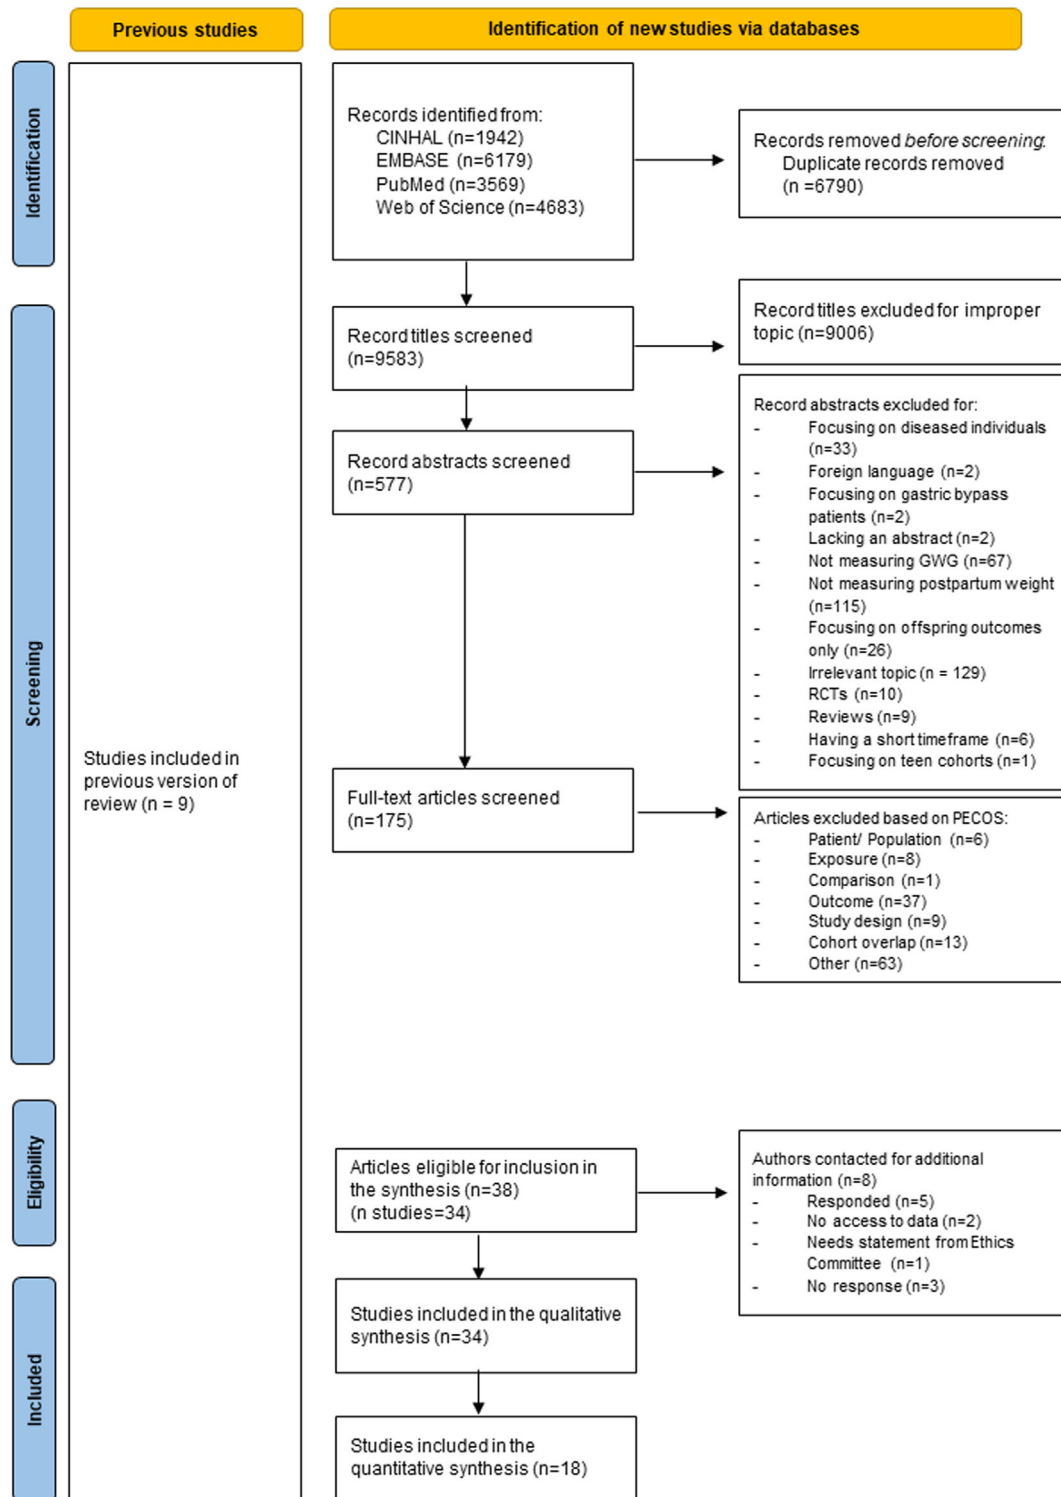 Previous studies
Identification of new studies via databases
Identification
Records identified from:
CINHAL (n=1942)
EMBASE (n=6179)
PubMed (n=3569)
Web of Science (n=4683)
Records removed before screening:
Duplicate records removed
(n =6790)
Screening
Record titles screened
(n=9583)
Record titles excluded for improper
topic (n=9006)
Record abstracts screened
(n=577)
Record abstracts excluded for:
- Focusing on diseased individuals
(n=33)
- Foreign language (n=2)
- Focusing on gastric bypass
patients (n=2)
- Lacking an abstract (n=2)
- Not measuring GWG (n=67)
- Not measuring postpartum weight
(n=115)
- Focusing on offspring outcomes
only (n=26)
- Irrelevant topic (n = 129)
- RCTs (n=10)
- Reviews (n=9)
- Having a short timeframe (n=6)
- Focusing on teen cohorts (n=1)
Studies included in
previous version of
review (n = 9)
Full-text articles screened
(n=175)
Articles excluded based on PECOS:
- Patient/ Population (n=6)
- Exposure (n=8)
- Comparison (n=1)
- Outcome (n=37)
- Study design (n=9)
- Cohort overlap (n=13)
- Other (n=63)
Eligibility
Articles eligible for inclusion in
the synthesis (n=38)
(n studies=34)
Authors contacted for additional
information (n=8)
- Responded (n=5)
- No access to data (n=2)
- Needs statement from Ethics
Committee (n=1)
- No response (n=3)
Included
Studies included in the qualitative
synthesis (n=34)
Studies included in the
quantitative synthesis (n=18)